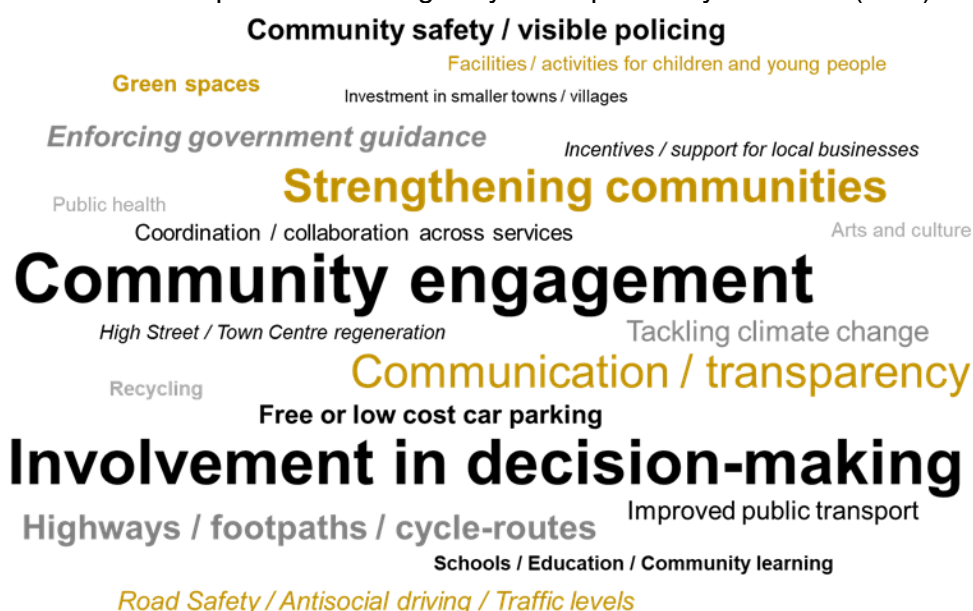 Community safety / visible policing
Facilities / activities for children and young people
Green spaces
Investment in smaller towns / villages
Enforcing government guidance
Incentives / support for local businesses
Strengthening communities
Public health
Coordination / collaboration across services
Arts and culture
Community engagement
High Street / Town Centre regeneration
Tackling climate change
Communication / transparency
Recycling
Free or low cost car parking
Involvement in decision-making
Improved public transport
Highways / footpaths / cycle-routes
Schools / Education / Community learning
Road Safety / Antisocial driving / Traffic levels